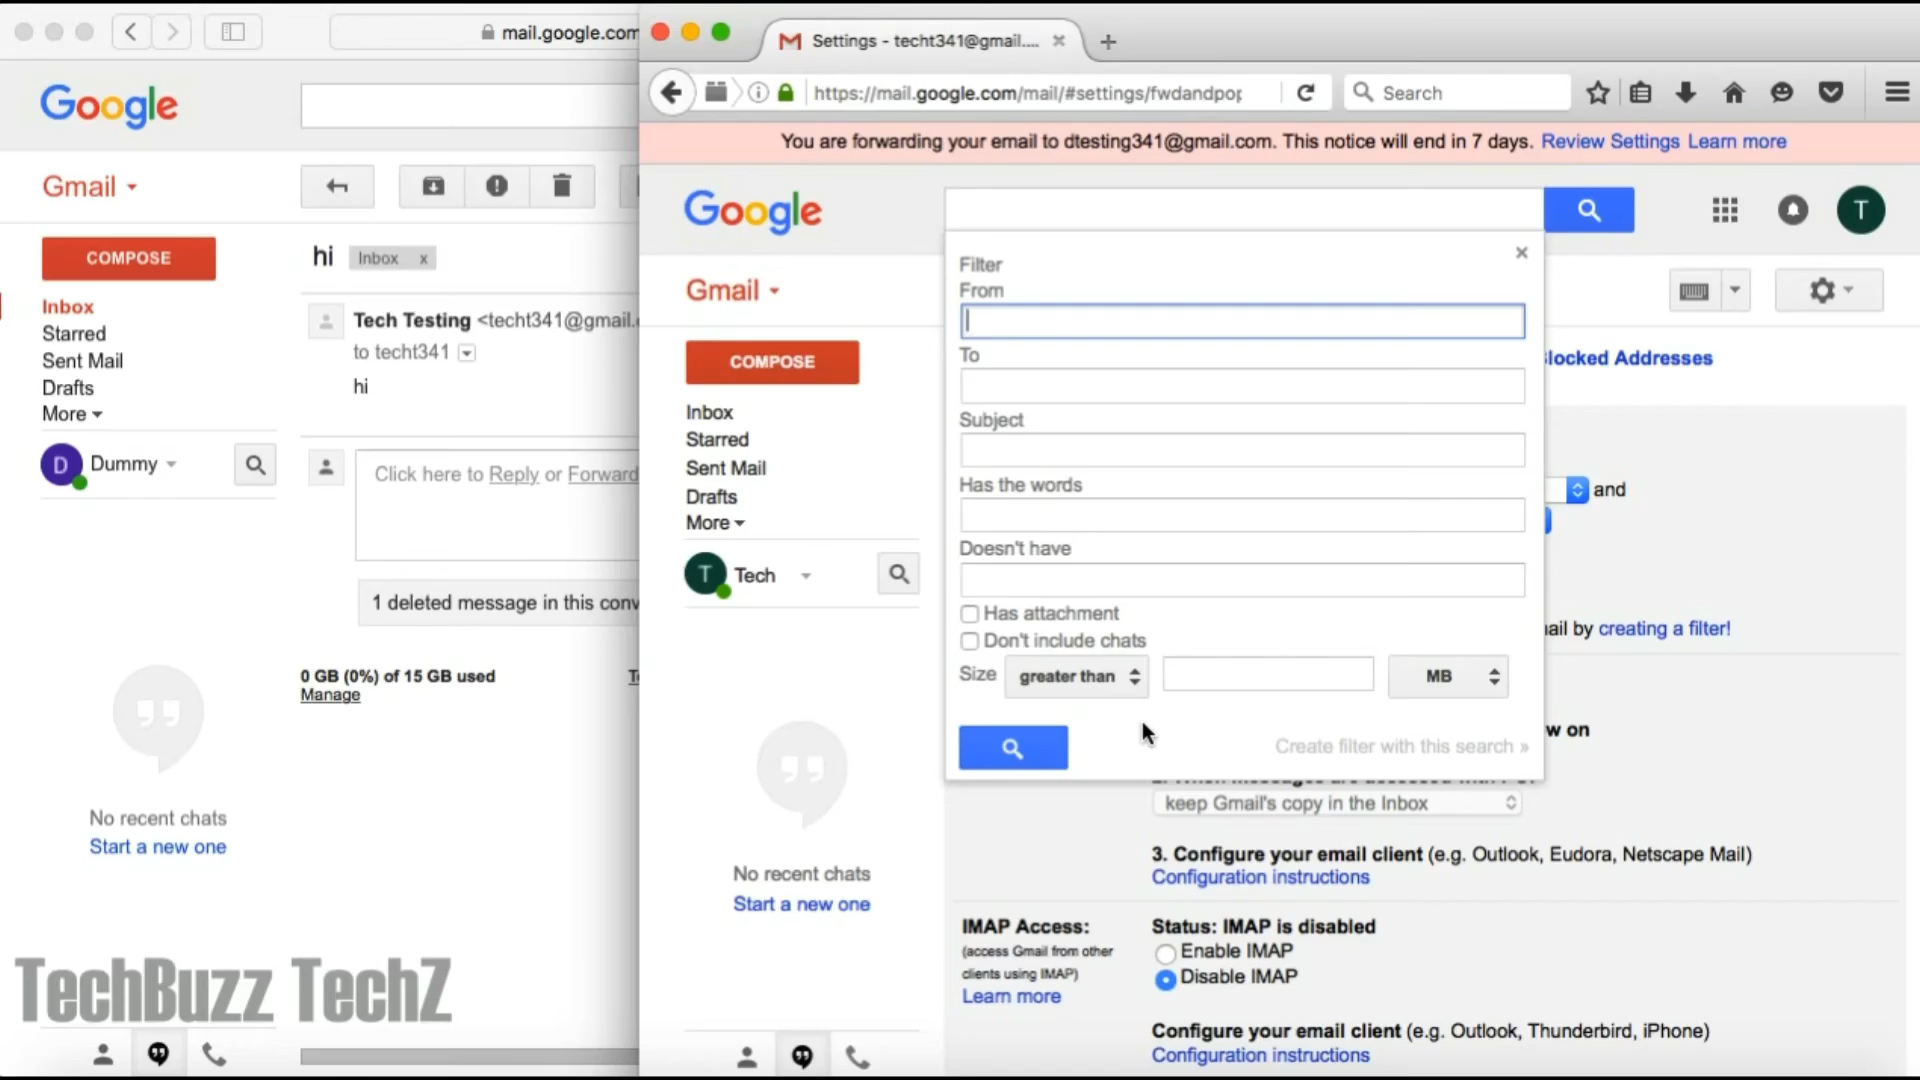 mail.google.com
Google
Gmail
COMPOSE
Inbox
Starred
Sent Mail
Drafts
More
D Dummy
hi Inbox x
Tech Testing <techt341@gmail.
to techt341
hi
Click here to Reply or Forward
1 deleted message in this conv
0 GB (0%) of 15 GB used
Manage
No recent chats
Start a new one
TechBuzz TechZ
Settings - techt341@gmail....
https://mail.google.com/mail/#settings/fwdandpop
Search
You are forwarding your email to dtesting341@gmail.com. This notice will end in 7 days. Review Settings Learn more
Google
T
Gmail
COMPOSE
Inbox
Starred
Sent Mail
Drafts
More
T Tech
No recent chats
Start a new one
Filter
From
To
Subject
Has the words
Doesn't have
Has attachment
Don't include chats
Size greater than MB
Create filter with this search »
locked Addresses
and
ail by creating a filter!
w on
keep Gmail's copy in the Inbox
3. Configure your email client (e.g. Outlook, Eudora, Netscape Mail)
Configuration instructions
IMAP Access:
(access Gmail from other
clients using IMAP)
Learn more
Status: IMAP is disabled
Enable IMAP
Disable IMAP
Configure your email client (e.g. Outlook, Thunderbird, iPhone)
Configuration instructions